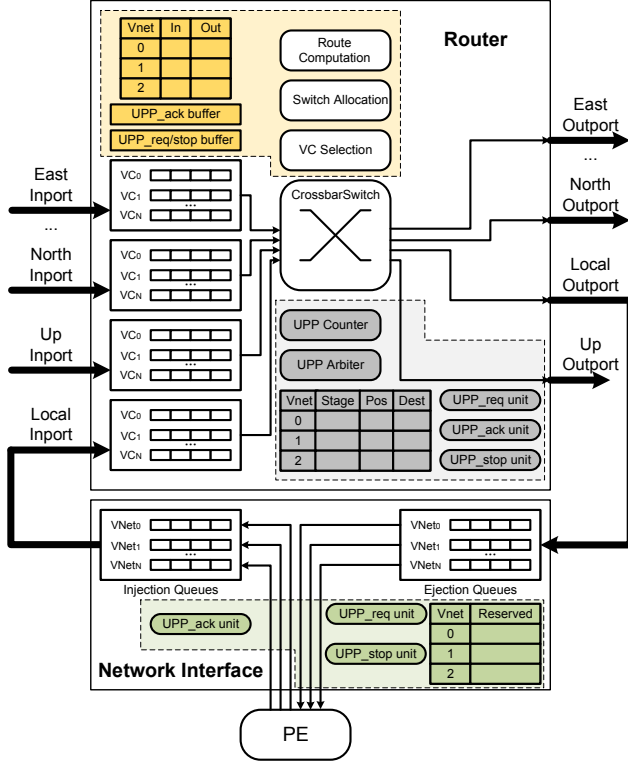 Router
Vnet In Out
0
1
2
UPP_ack buffer
UPP_req/stop buffer
Route
Computation
Switch Allocation
VC Selection
East
Inport
...
North
Inport
Up
Inport
Local
Inport
VC0
VC1
...
VCN
VC0
VC1
...
VCN
VC0
VC1
...
VCN
VC0
VC1
...
VCN
CrossbarSwitch
East
Outport
...
North
Outport
Local
Outport
Up
Outport
UPP Counter
UPP Arbiter
Vnet Stage Pos Dest
0
1
2
UPP_req unit
UPP_ack unit
UPP_stop unit
VNet0
VNet1
...
VNetN
Injection Queues
VNet0
VNet1
...
VNetN
Ejection Queues
UPP_ack unit
UPP_req unit
UPP_stop unit
Vnet Reserved
0
1
2
Network Interface
PE